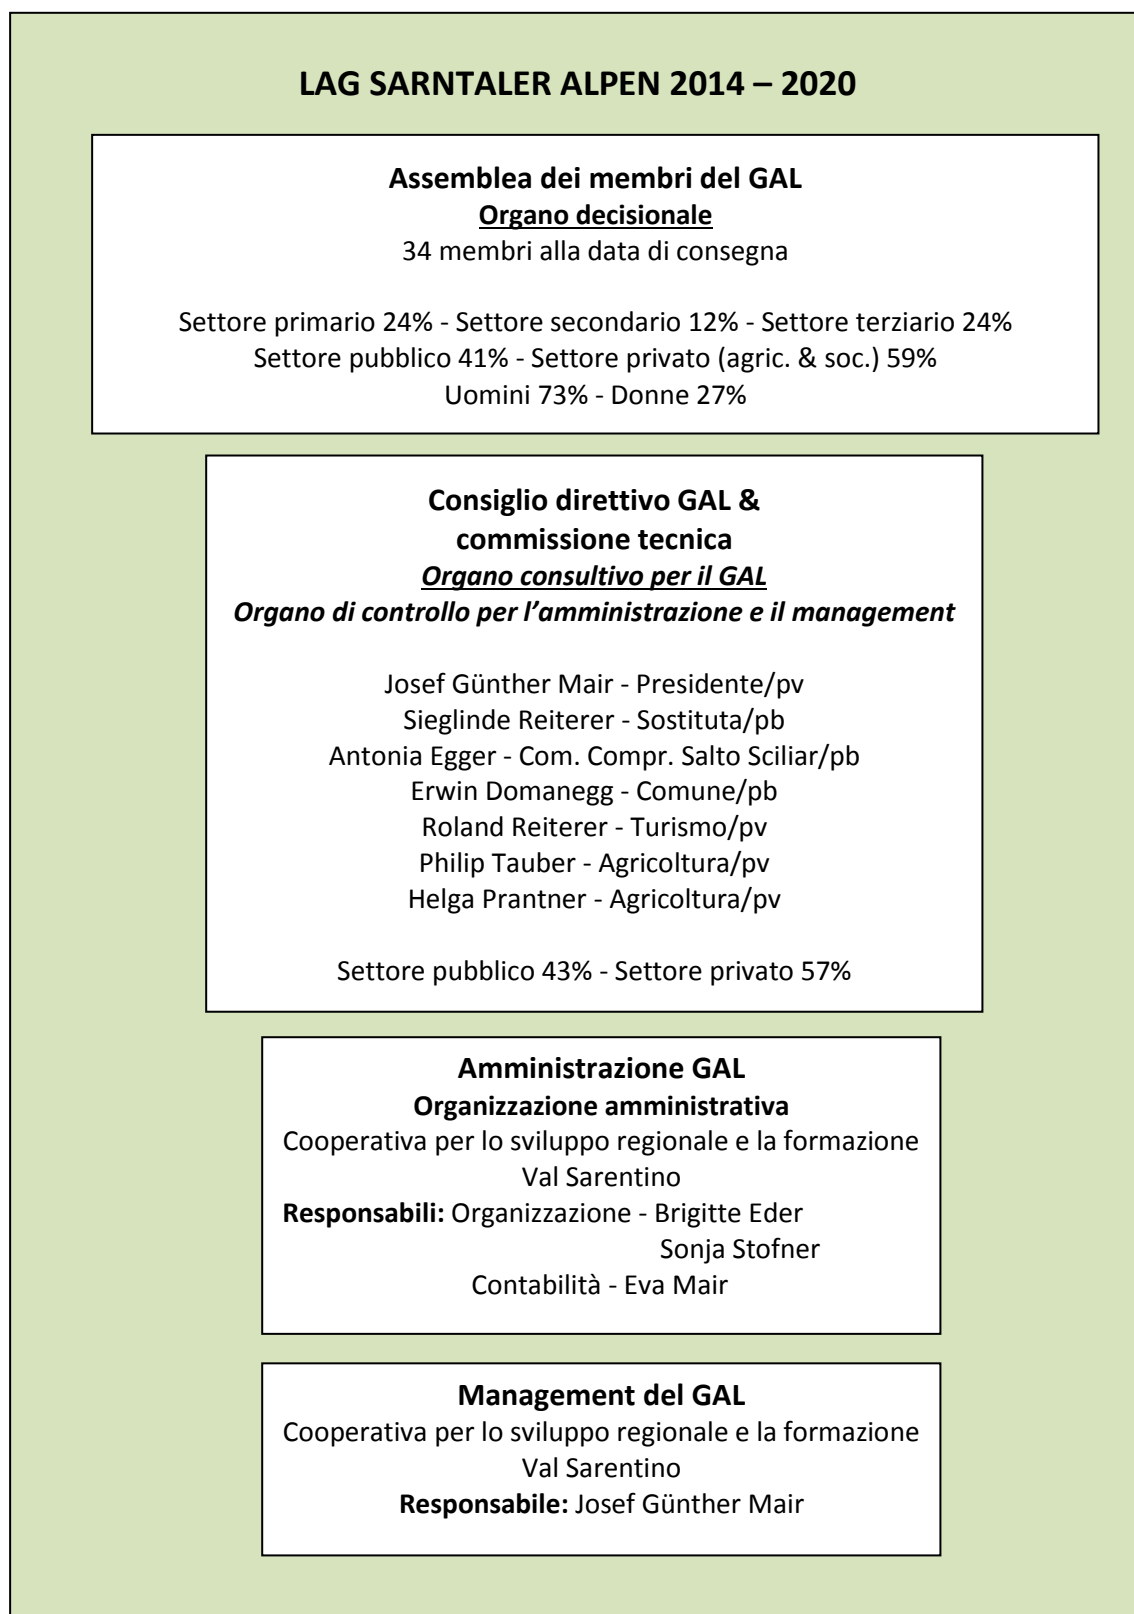 LAG SARNTALER ALPEN 2014 – 2020
Assemblea dei membri del GAL
Organo decisionale
34 membri alla data di consegna
Settore primario 24% - Settore secondario 12% - Settore terziario 24%
Settore pubblico 41% - Settore privato (agric. & soc.) 59%
Uomini 73% - Donne 27%
Consiglio direttivo GAL &
commissione tecnica
Organo consultivo per il GAL
Organo di controllo per l’amministrazione e il management
Josef Günther Mair - Presidente/pv
Sieglinde Reiterer - Sostituta/pb
Antonia Egger - Com. Compr. Salto Sciliar/pb
Erwin Domanegg - Comune/pb
Roland Reiterer - Turismo/pv
Philip Tauber - Agricoltura/pv
Helga Prantner - Agricoltura/pv
Settore pubblico 43% - Settore privato 57%
Amministrazione GAL
Organizzazione amministrativa
Cooperativa per lo sviluppo regionale e la formazione
Val Sarentino
Responsabili: Organizzazione - Brigitte Eder
Sonja Stofner
Contabilità - Eva Mair
Management del GAL
Cooperativa per lo sviluppo regionale e la formazione
Val Sarentino
Responsabile: Josef Günther Mair